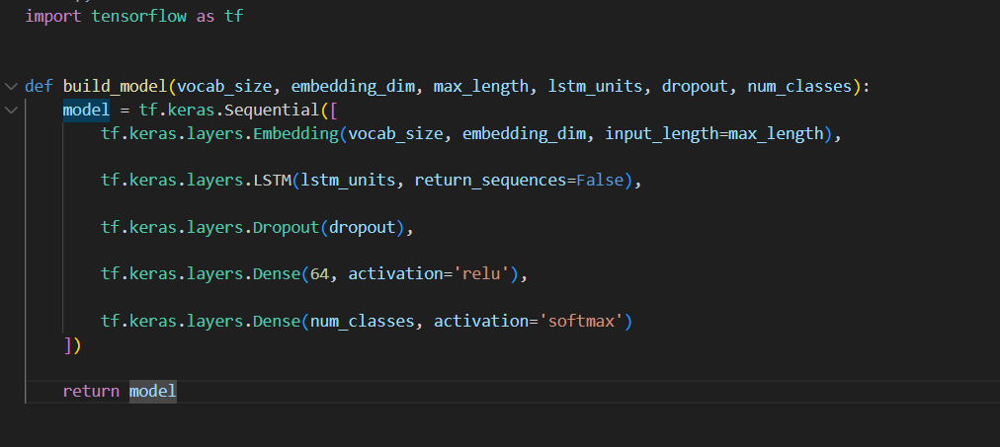 import tensorflow as tf
def build_model(vocab_size, embedding_dim, max_length, lstm_units, dropout, num_classes):
model = tf.keras.Sequential([
tf.keras.layers.Embedding(vocab_size, embedding_dim, input_length=max_length),
tf.keras.layers.LSTM(lstm_units, return_sequences=False),
tf.keras.layers.Dropout(dropout),
tf.keras.layers.Dense(64, activation='relu'),
tf.keras.layers.Dense(num_classes, activation='softmax')
])
return model